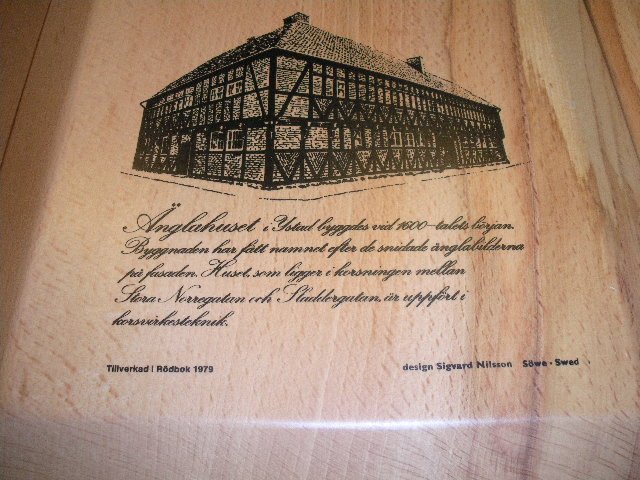 Änglahuset i Ystad byggdes vid 1600-talets början.
Byggnaden har fått namnet efter de snidade änglabilderna
på fasaden. Huset, som ligger i korsningen mellan
Stora Norregatan och Sladdergatan, är uppfört i
korsvirkesteknik.
Tillverkad i Rödbok 1979
design Sigvard Nilsson Söwe · Swed